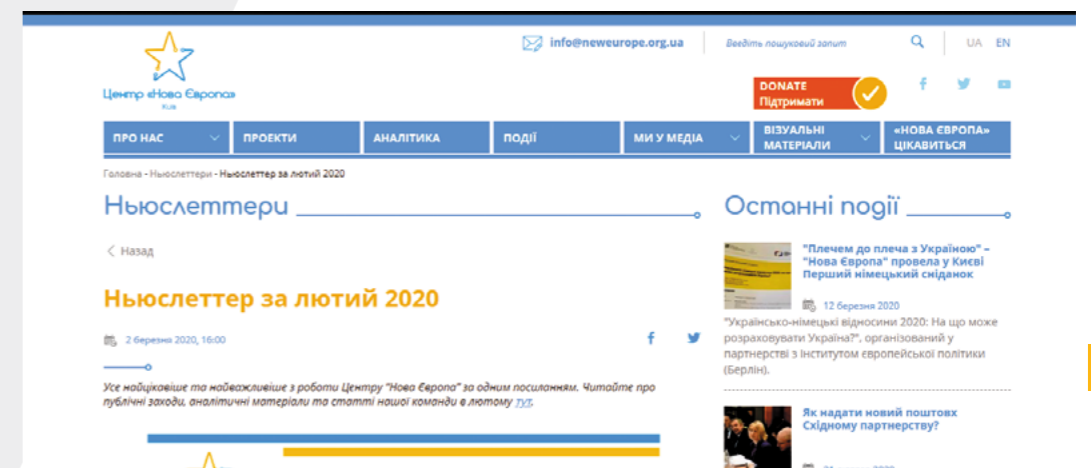 info@neweurope.org.ua
Введіть пошуковий запит
UA EN
Центр «Нова Європа»
Київ
DONATE
Підтримати
ПРО НАС
ПРОЕКТИ
АНАЛІТИКА
ПОДІЇ
МИ У МЕДІА
ВІЗУАЛЬНІ
МАТЕРІАЛИ
«НОВА ЄВРОПА»
ЦІКАВИТЬСЯ
Головна - Ньюслеттери - Ньюслеттер за лютий 2020
Ньюслеттери
< Назад
Ньюслеттер за лютий 2020
2 березня 2020, 16:00
Усе найцікавіше та найважливіше з роботи Центру "Нова Європа" за одним посиланням. Читайте про
публічні заходи, аналітичні матеріали та статті нашої команди в лютому тут.
Останні події
"Плечем до плеча з Україною" –
"Нова Європа" провела у Києві
Перший німецький сніданок
12 березня 2020
"Українсько-німецькі відносини 2020: На що може
розраховувати Україна?", організований у
партнерстві з Інститутом європейської політики
(Берлін).
Як надати новий поштовх
Східному партнерству?